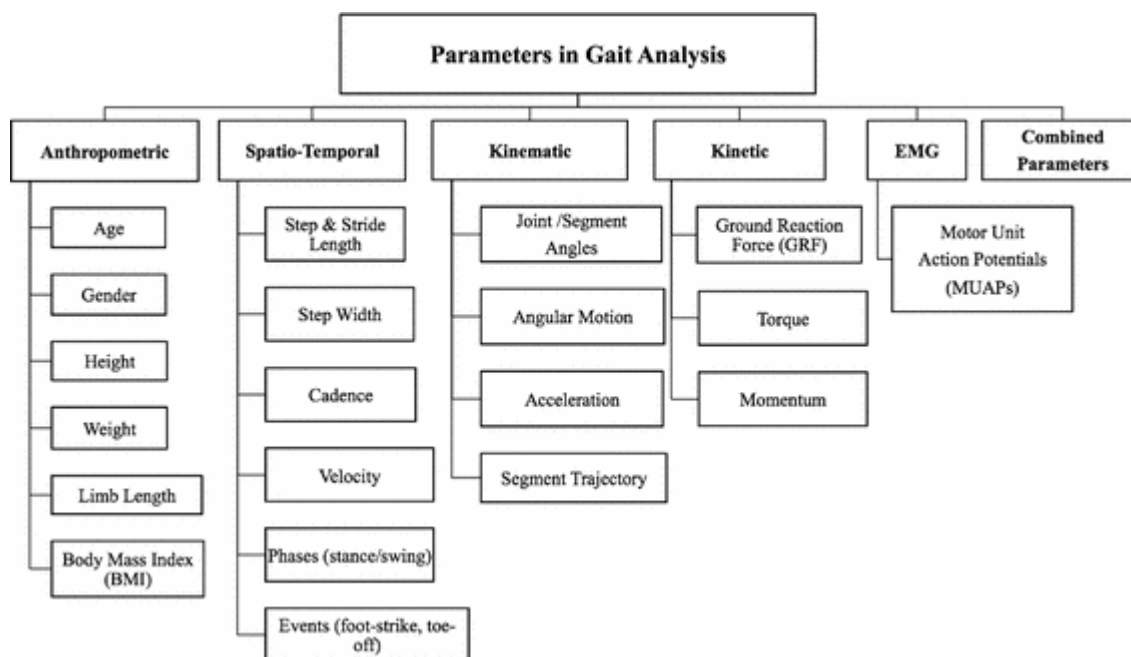 Parameters in Gait Analysis
Anthropometric
Age
Gender
Height
Weight
Limb Length
Body Mass Index
(BMI)
Spatio-Temporal
Step & Stride
Length
Step Width
Cadence
Velocity
Phases (stance/swing)
Events (foot-strike, toe-
off)
Kinematic
Joint /Segment
Angles
Angular Motion
Acceleration
Segment Trajectory
Kinetic
Ground Reaction
Force (GRF)
Torque
Momentum
EMG
Motor Unit
Action Potentials
(MUAPs)
Combined
Parameters